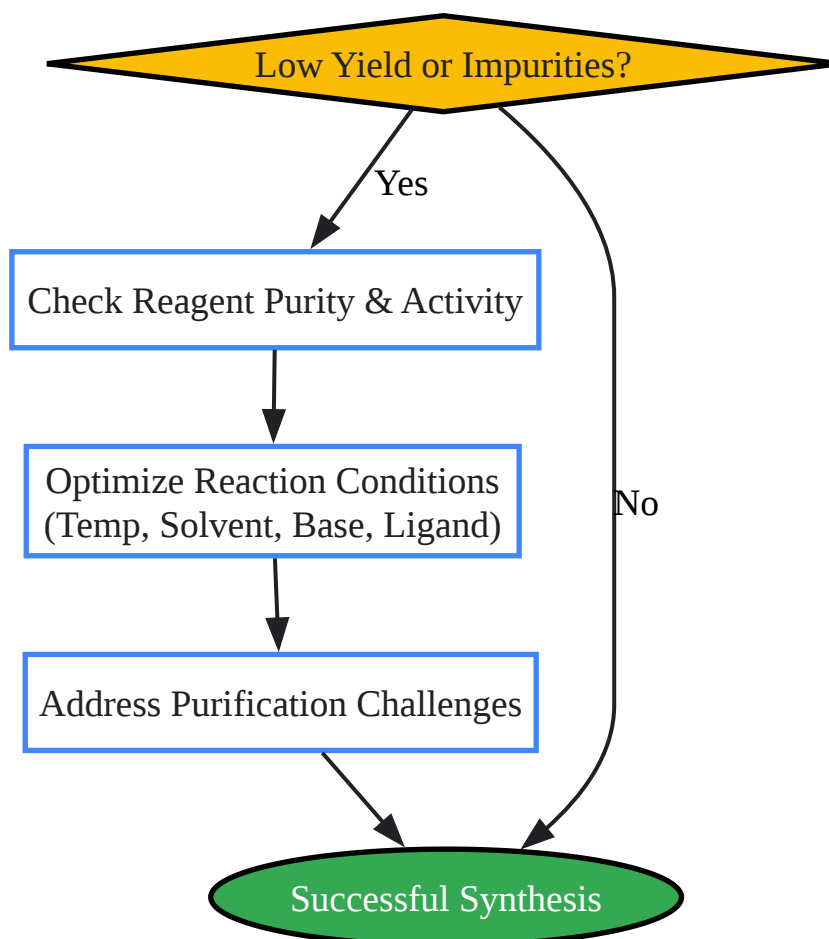 Low Yield or Impurities?
Yes
Check Reagent Purity & Activity
Optimize Reaction Conditions
(Temp, Solvent, Base, Ligand)
No
Address Purification Challenges
Successful Synthesis